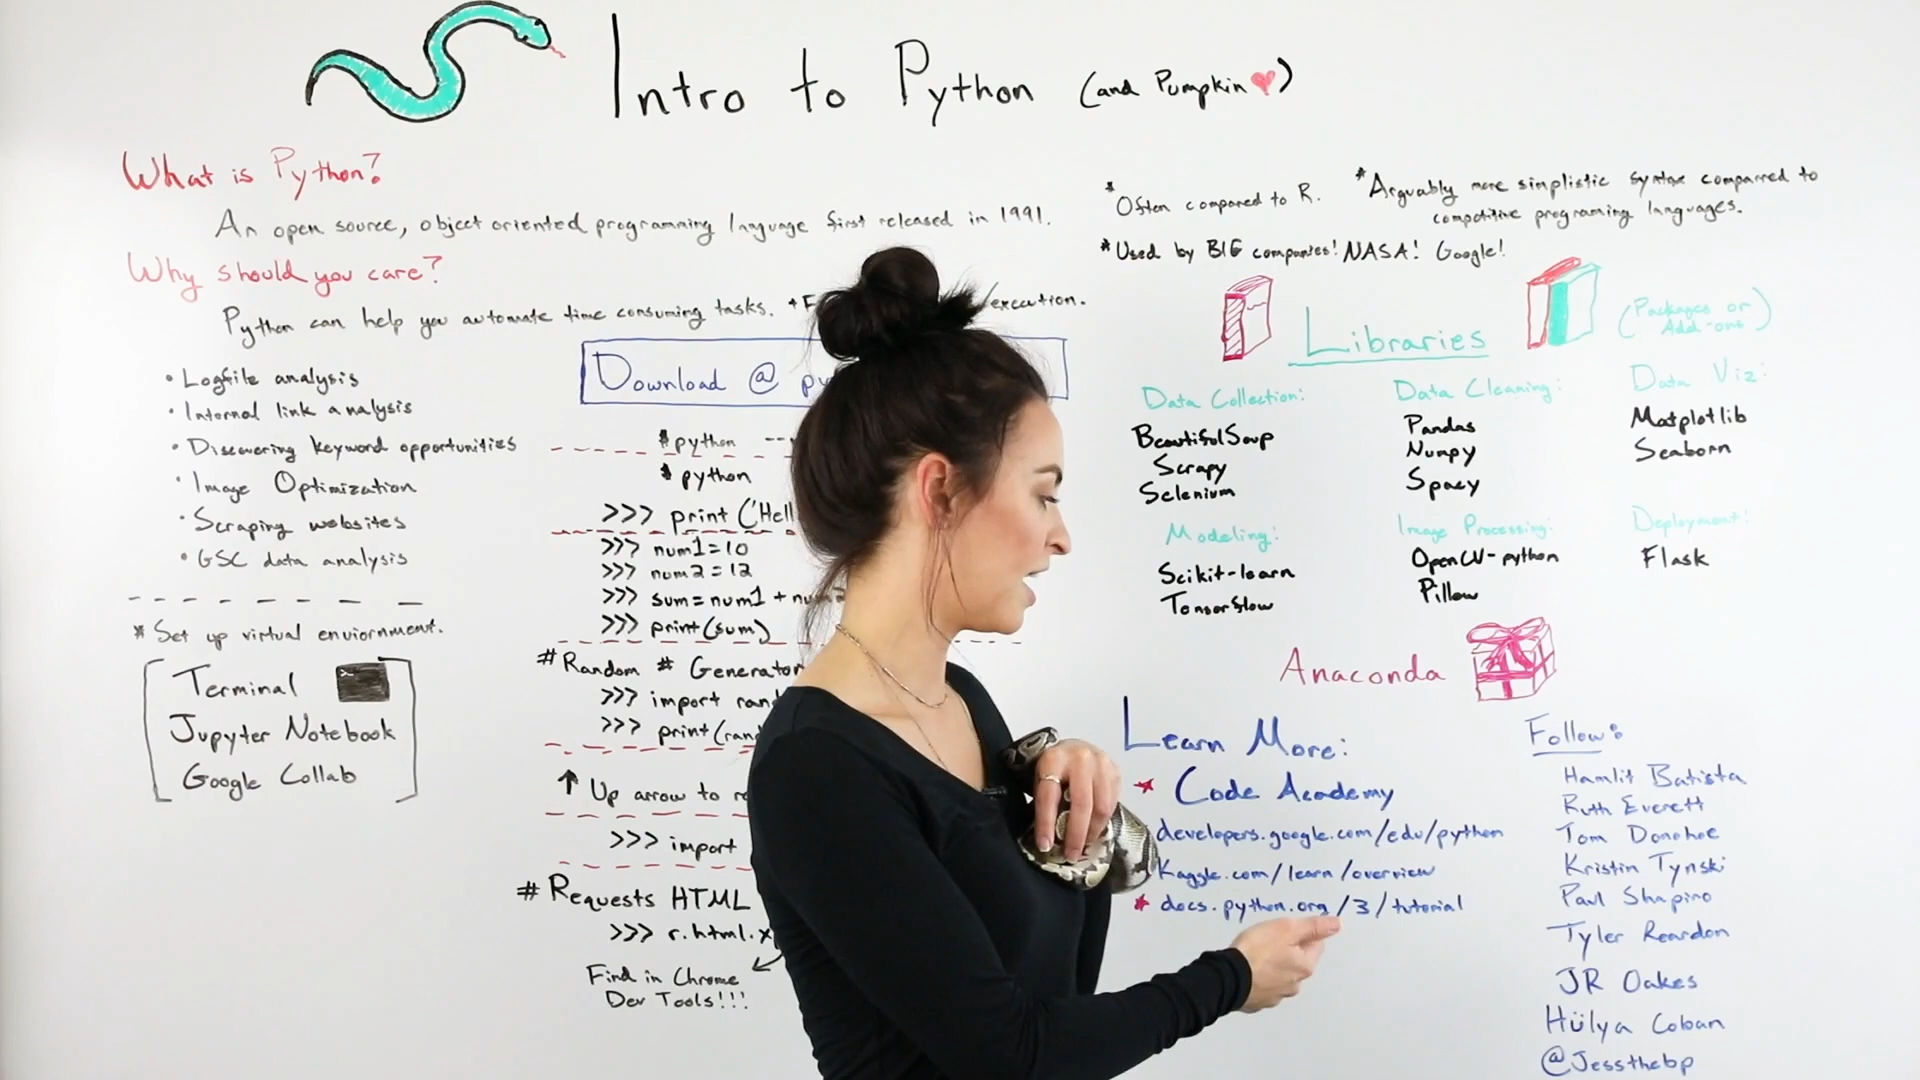 Intro to Python (and Pumpkin ♥)
What is Python?
An open source, object oriented programming language first released in 1991.
Why should you care?
Python can help you automate time consuming tasks. + F
/execution.
• Logfile analysis
• Internal link analysis
• Discovering keyword opportunities
• Image Optimization
• Scraping websites
• GSC data analysis
* Set up virtual enviornment.
Terminal
Jupyter Notebook
Google Collab
Download @ py
$ python --
$ python
>>> print ('Hell
>>> num1=10
>>> num2=12
>>> sum=num1 + num2
>>> print(sum)
# Random # Generator
>>> import ran
>>> print(ran
↑ Up arrow to re
>>> import
# Requests HTML
>>> r.html.x
Find in Chrome
Dev Tools!!!
* Often compared to R.
* Arguably more simplistic syntax comparred to
competitive programing languages.
* Used by BIG companies! NASA! Google!
Libraries
(Packages or
Add-ons)
Data Collection:
BeautifulSoup
Scrapy
Selenium
Data Cleaning:
Pandas
Numpy
Spacy
Data Viz:
Matplotlib
Seaborn
Modeling:
Scikit-learn
Tensorflow
Image Processing:
OpenCV-python
Pillow
Deployment:
Flask
Anaconda
Learn More:
* Code Academy
developers.google.com/edu/python
Kaggle.com/learn/overview
* docs.python.org/3/tutorial
Follow:
Hamlit Batista
Ruth Everett
Tom Donohoe
Kristin Tynski
Paul Shapiro
Tyler Reardon
JR Oakes
Hülya Coban
@Jessthebp